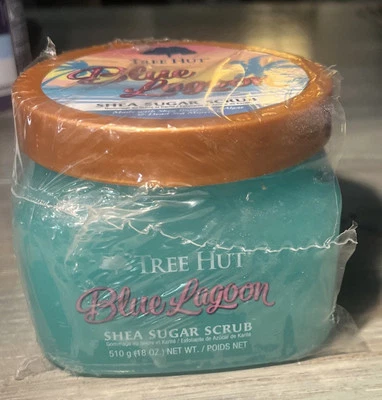 TREE HUT
Blue
Lagoon
SHEA SUGAR SCRUB
TREE HUT
Blue Lagoon
SHEA SUGAR SCRUB
510 g (18 OZ) NET WT. / POIDS NET